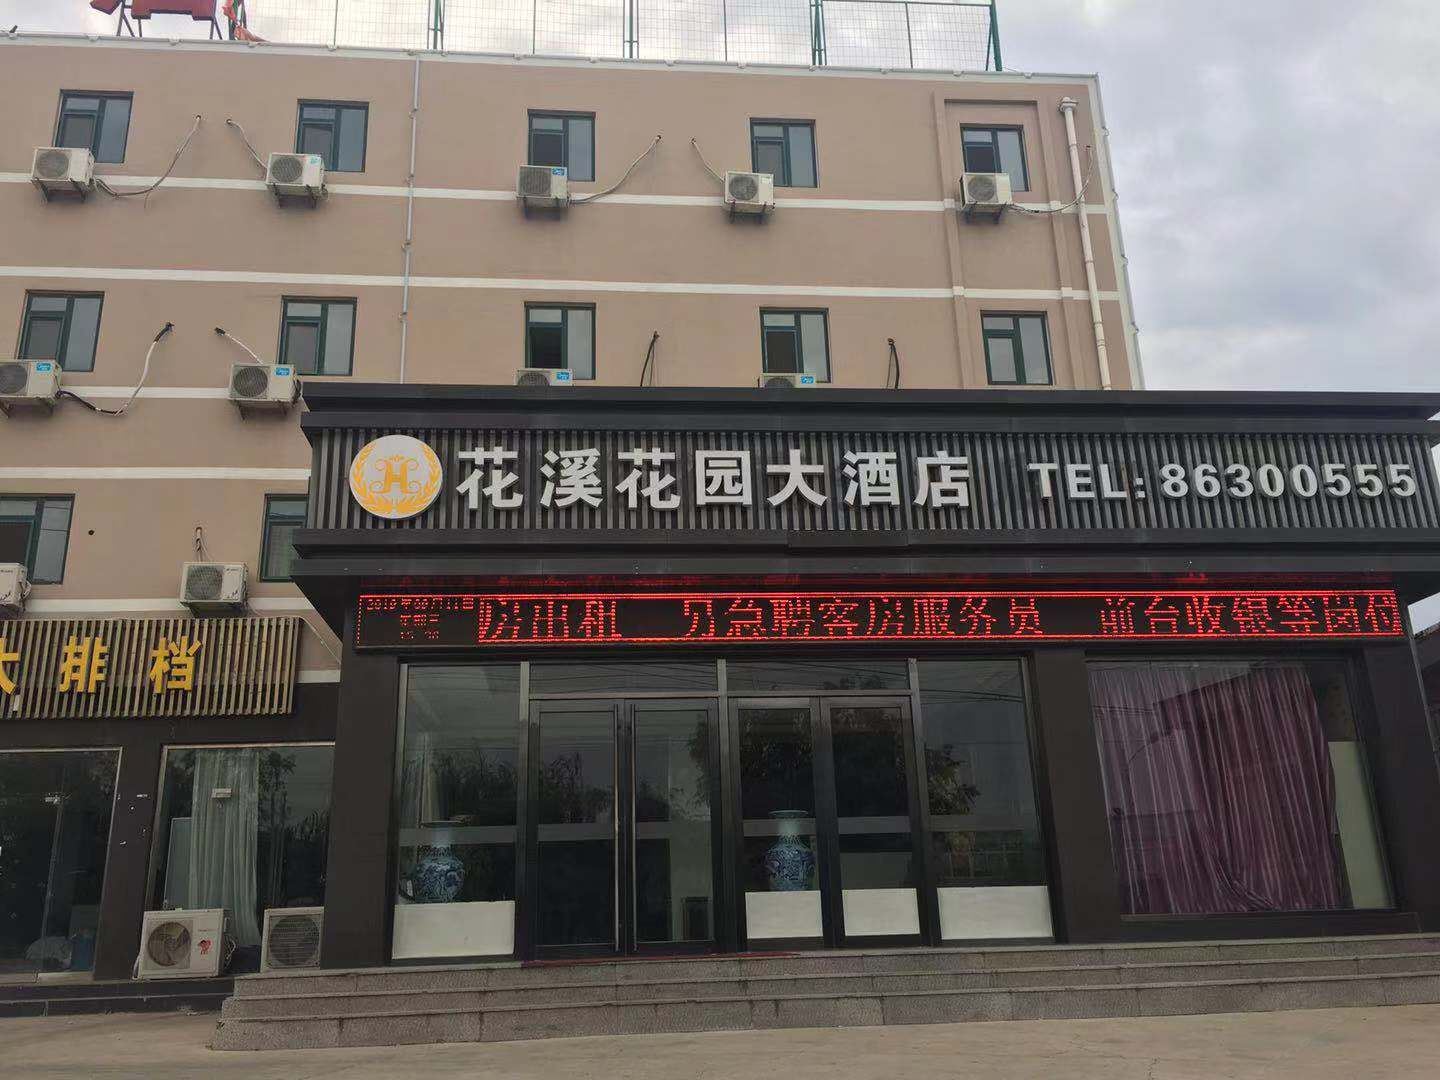 花溪花园大酒店 TEL:86300555
房出租 另急聘客房服务员 前台收银等岗位
大排档